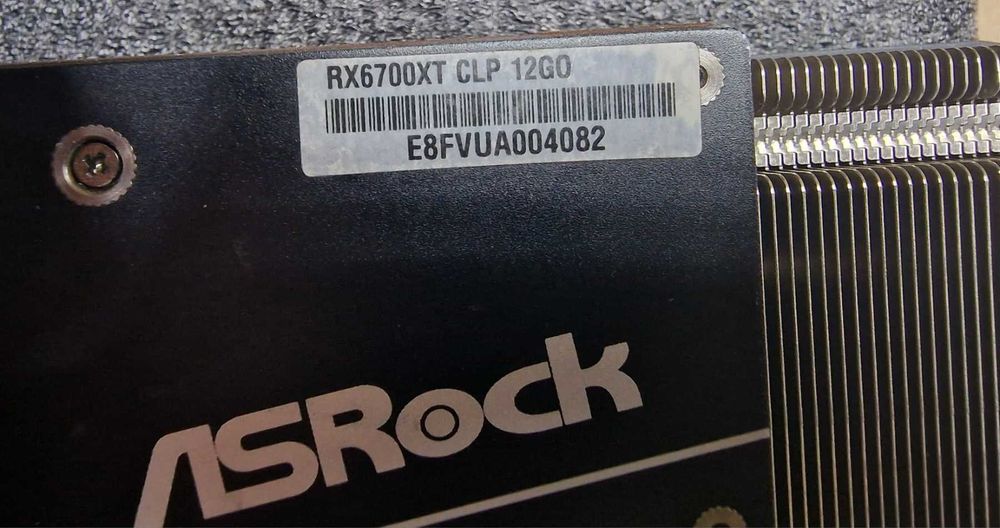 RX6700XT CLP 12GO
E8FVUA004082
ASRock